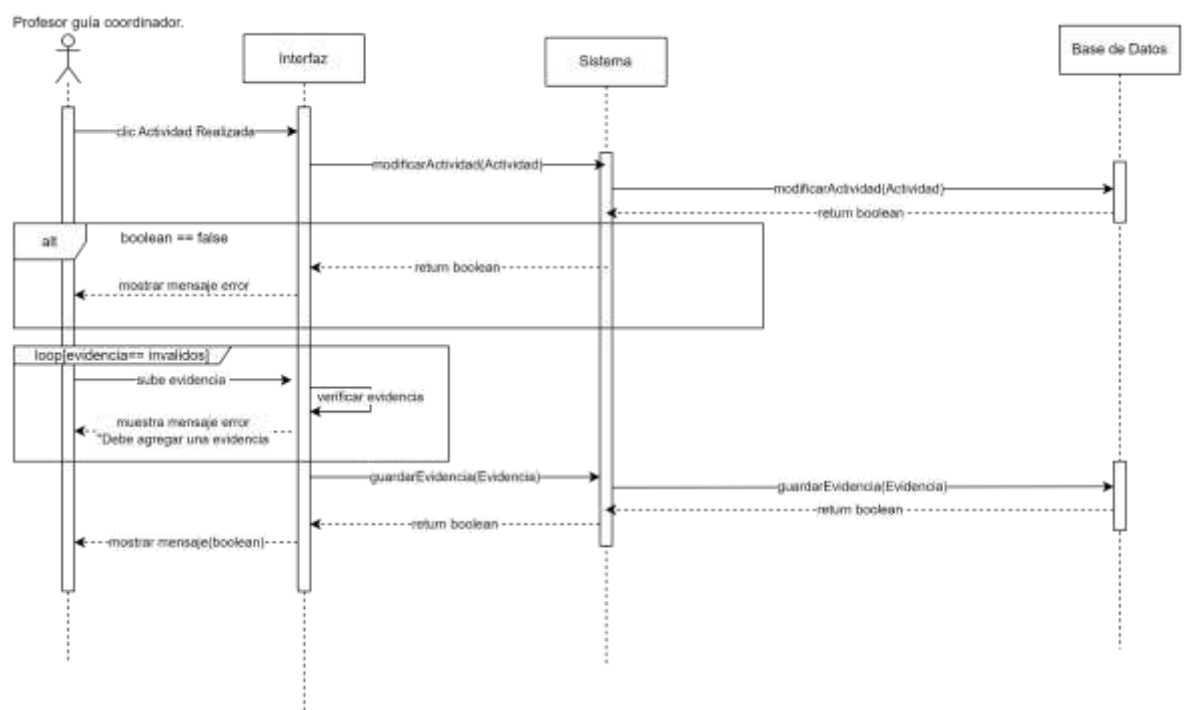 Profesor guía coordinador.
Interfaz
Sistema
Base de Datos
clic Actividad Realizada
modificarActividad(Actividad)
modificarActividad(Actividad)
return boolean
alt
boolean == false
return boolean
mostrar mensaje error
loop[evidencia== invalidos]
sube evidencia
verificar evidencia
muestra mensaje error
"Debe agregar una evidencia
guardarEvidencia(Evidencia)
guardarEvidencia(Evidencia)
return boolean
return boolean
mostrar mensaje(boolean)